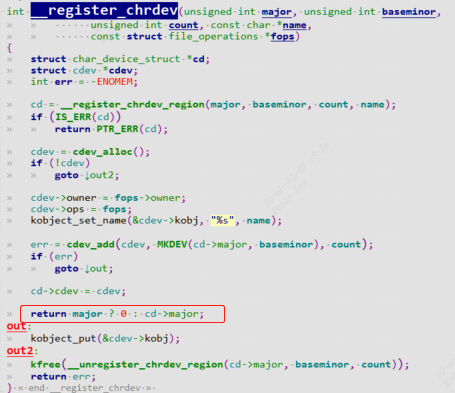 int __register_chrdev(unsigned int major, unsigned int baseminor,
unsigned int count, const char *name,
const struct file_operations *fops)
{
struct char_device_struct *cd;
struct cdev *cdev;
int err = -ENOMEM;
cd = __register_chrdev_region(major, baseminor, count, name);
if (IS_ERR(cd))
return PTR_ERR(cd);
cdev = cdev_alloc();
if (!cdev)
goto ↓out2;
cdev->owner = fops->owner;
cdev->ops = fops;
kobject_set_name(&cdev->kobj, "%s", name);
err = cdev_add(cdev, MKDEV(cd->major, baseminor), count);
if (err)
goto ↓out;
cd->cdev = cdev;
return major ? 0 : cd->major;
out:
kobject_put(&cdev->kobj);
out2:
kfree(__unregister_chrdev_region(cd->major, baseminor, count));
return err;
} « end __register_chrdev »